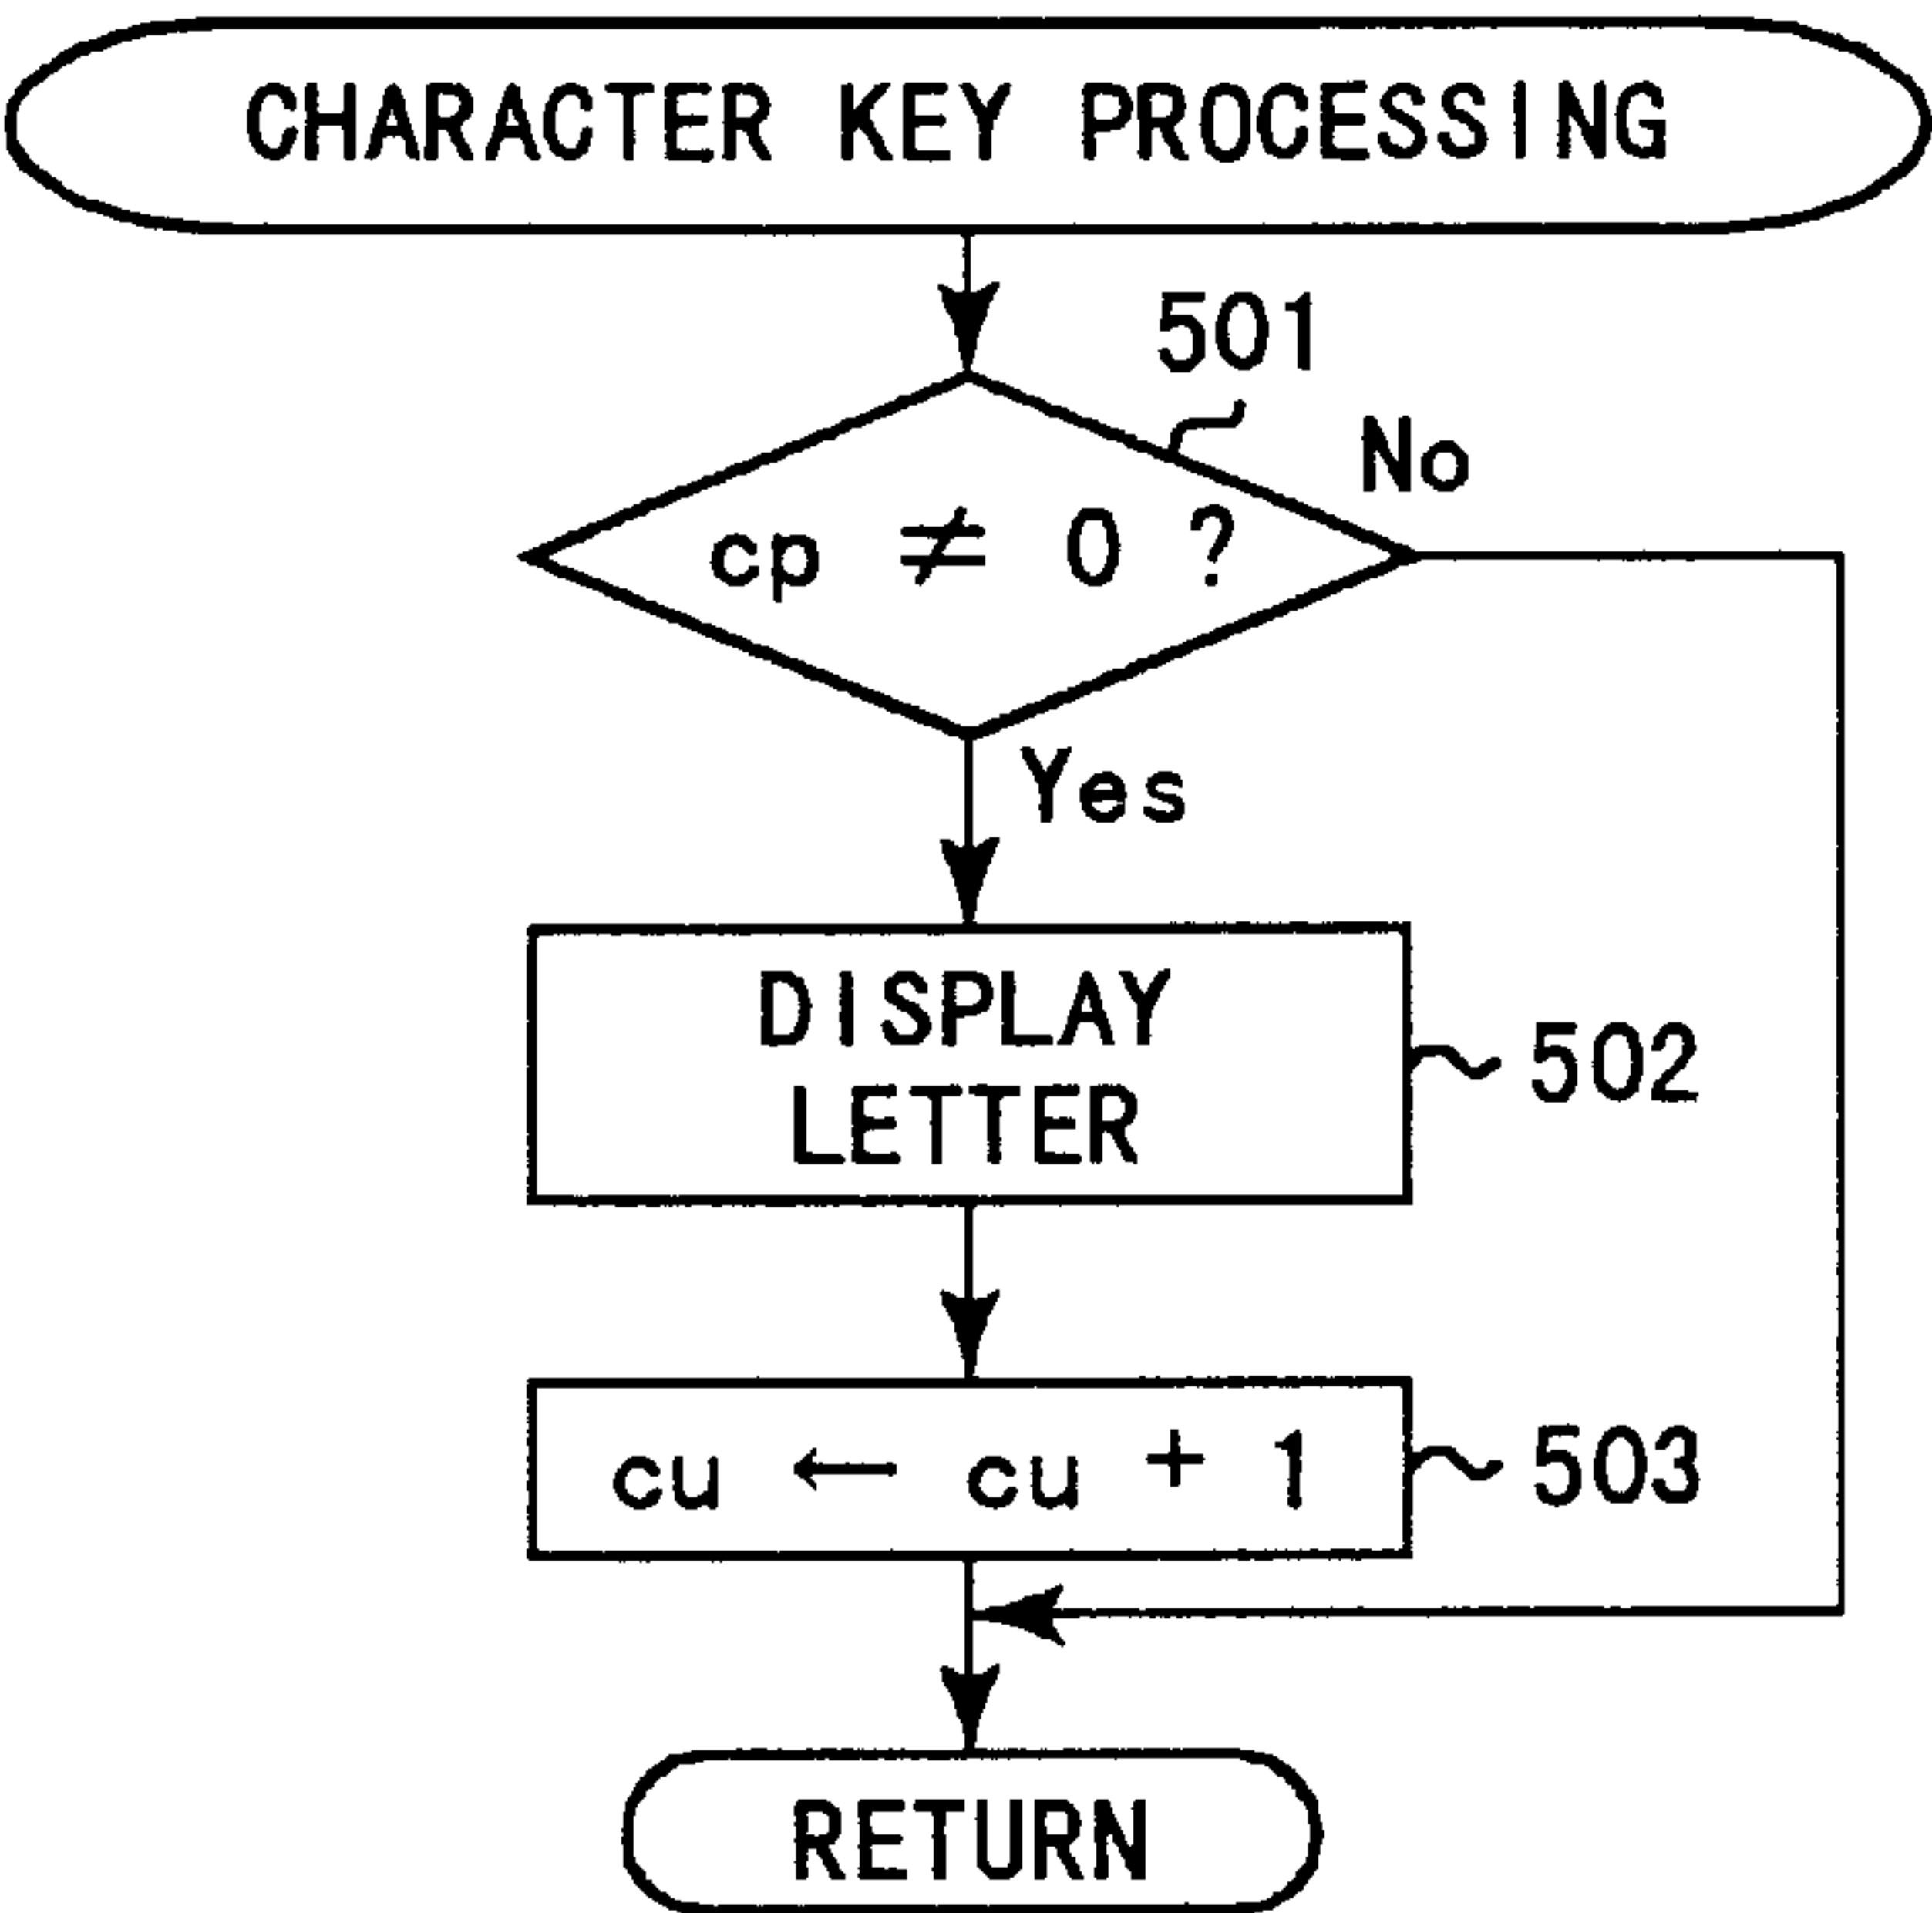 CHARACTER KEY PROCESSING
501
No
cp ≠ 0 ?
Yes
DISPLAY
LETTER
502
cu ← cu + 1
503
RETURN